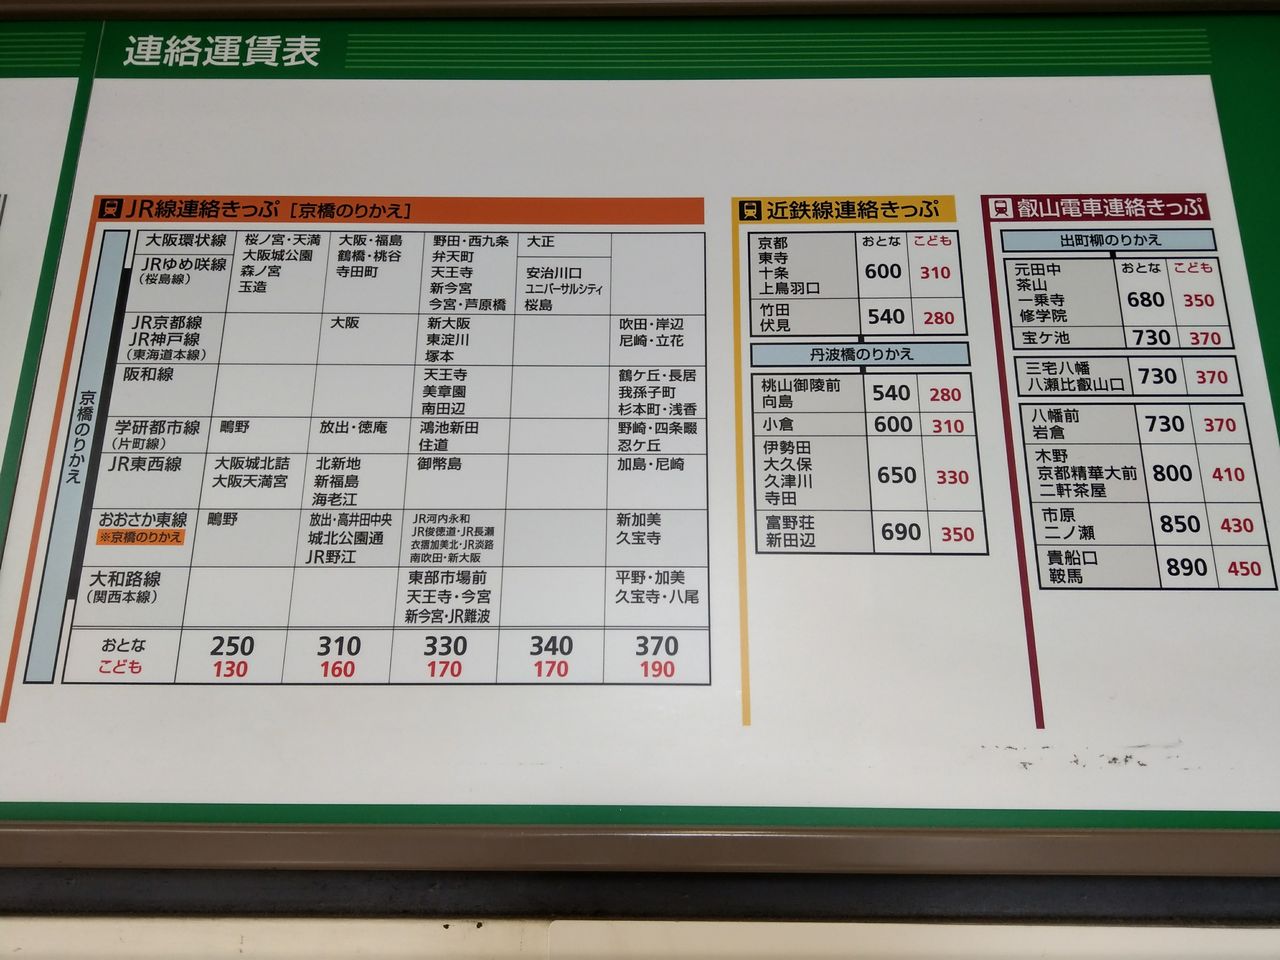 連絡運賃表
JR線連絡きっぷ [京橋のりかえ]
京橋のりかえ
大阪環状線
桜ノ宮・天満
大阪城公園
森ノ宮
玉造
大阪・福島
鶴橋・桃谷
寺田町
野田・西九条
弁天町
天王寺
新今宮
今宮・芦原橋
大正
JRゆめ咲線
(桜島線)
安治川口
ユニバーサルシティ
桜島
JR京都線
JR神戸線
(東海道本線)
大阪
新大阪
東淀川
塚本
吹田・岸辺
尼崎・立花
阪和線
天王寺
美章園
南田辺
鶴ケ丘・長居
我孫子町
杉本町・浅香
学研都市線
(片町線)
鴫野
放出・徳庵
鴻池新田
住道
野崎・四条畷
忍ケ丘
JR東西線
大阪城北詰
大阪天満宮
北新地
新福島
海老江
御幣島
加島・尼崎
おおさか東線
※京橋のりかえ
鴫野
放出・高井田中央
城北公園通
JR野江
JR河内永和
JR俊徳道・JR長瀬
衣摺加美北・JR淡路
南吹田・新大阪
新加美
久宝寺
大和路線
(関西本線)
東部市場前
天王寺・今宮
新今宮・JR難波
平野・加美
久宝寺・八尾
おとな 250 310 330 340 370
こども 130 160 170 170 190
近鉄線連絡きっぷ
京都
東寺
十条
上鳥羽口
おとな こども
600 310
竹田
伏見
540 280
丹波橋のりかえ
桃山御陵前
向島
540 280
小倉 600 310
伊勢田
大久保
久津川
寺田
650 330
富野荘
新田辺
690 350
叡山電車連絡きっぷ
出町柳のりかえ
元田中
茶山
一乗寺
修学院
おとな こども
680 350
宝ケ池 730 370
三宅八幡
八瀬比叡山口
730 370
八幡前
岩倉
730 370
木野
京都精華大前
二軒茶屋
800 410
市原
二ノ瀬
850 430
貴船口
鞍馬
890 450